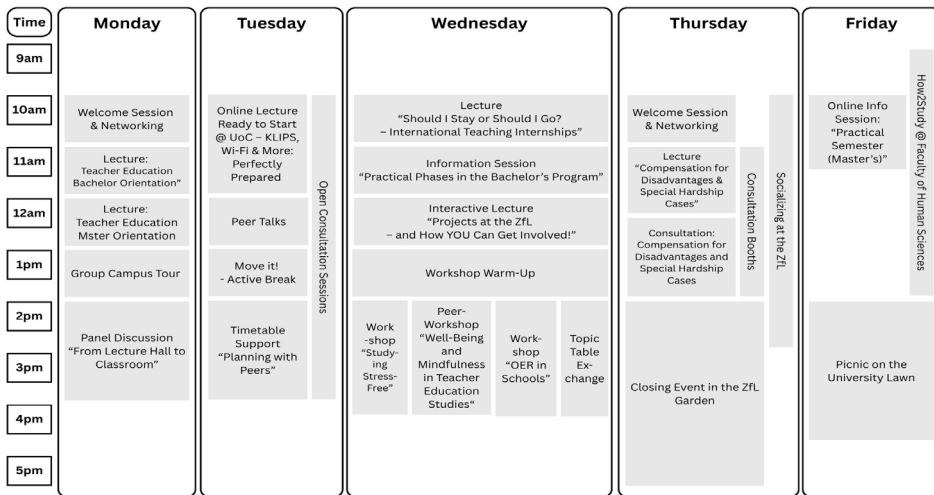 Time
Monday
Tuesday
Wednesday
Thursday
Friday
9am
10am
11am
12am
1pm
2pm
3pm
4pm
5pm
Welcome Session
& Networking
Lecture:
Teacher Education
Bachelor Orientation"
Lecture:
Teacher Education
Mster Orientation
Group Campus Tour
Panel Discussion
"From Lecture Hall to
Classroom"
Online Lecture
Ready to Start
@ UoC – KLIPS,
Wi-Fi & More:
Perfectly
Prepared
Peer Talks
Move it!
- Active Break
Timetable
Support
"Planning with
Peers"
Open Consultation Sessions
Lecture
"Should I Stay or Should I Go?
– International Teaching Internships"
Information Session
"Practical Phases in the Bachelor's Program"
Interactive Lecture
"Projects at the ZfL
– and How YOU Can Get Involved!"
Workshop Warm-Up
Work
-shop
"Study-
ing
Stress-
Free"
Peer-
Workshop
"Well-Being
and
Mindfulness
in Teacher
Education
Studies"
Work-
shop
"OER in
Schools"
Topic
Table
Ex-
change
Welcome Session
& Networking
Lecture
"Compensation for
Disadvantages &
Special Hardship
Cases"
Consultation:
Compensation for
Disadvantages and
Special Hardship
Cases
Consultation Booths
Socializing at the ZfL
Closing Event in the ZfL
Garden
Online Info
Session:
"Practical
Semester
(Master's)"
How2Study @ Faculty of Human Sciences
Picnic on the
University Lawn